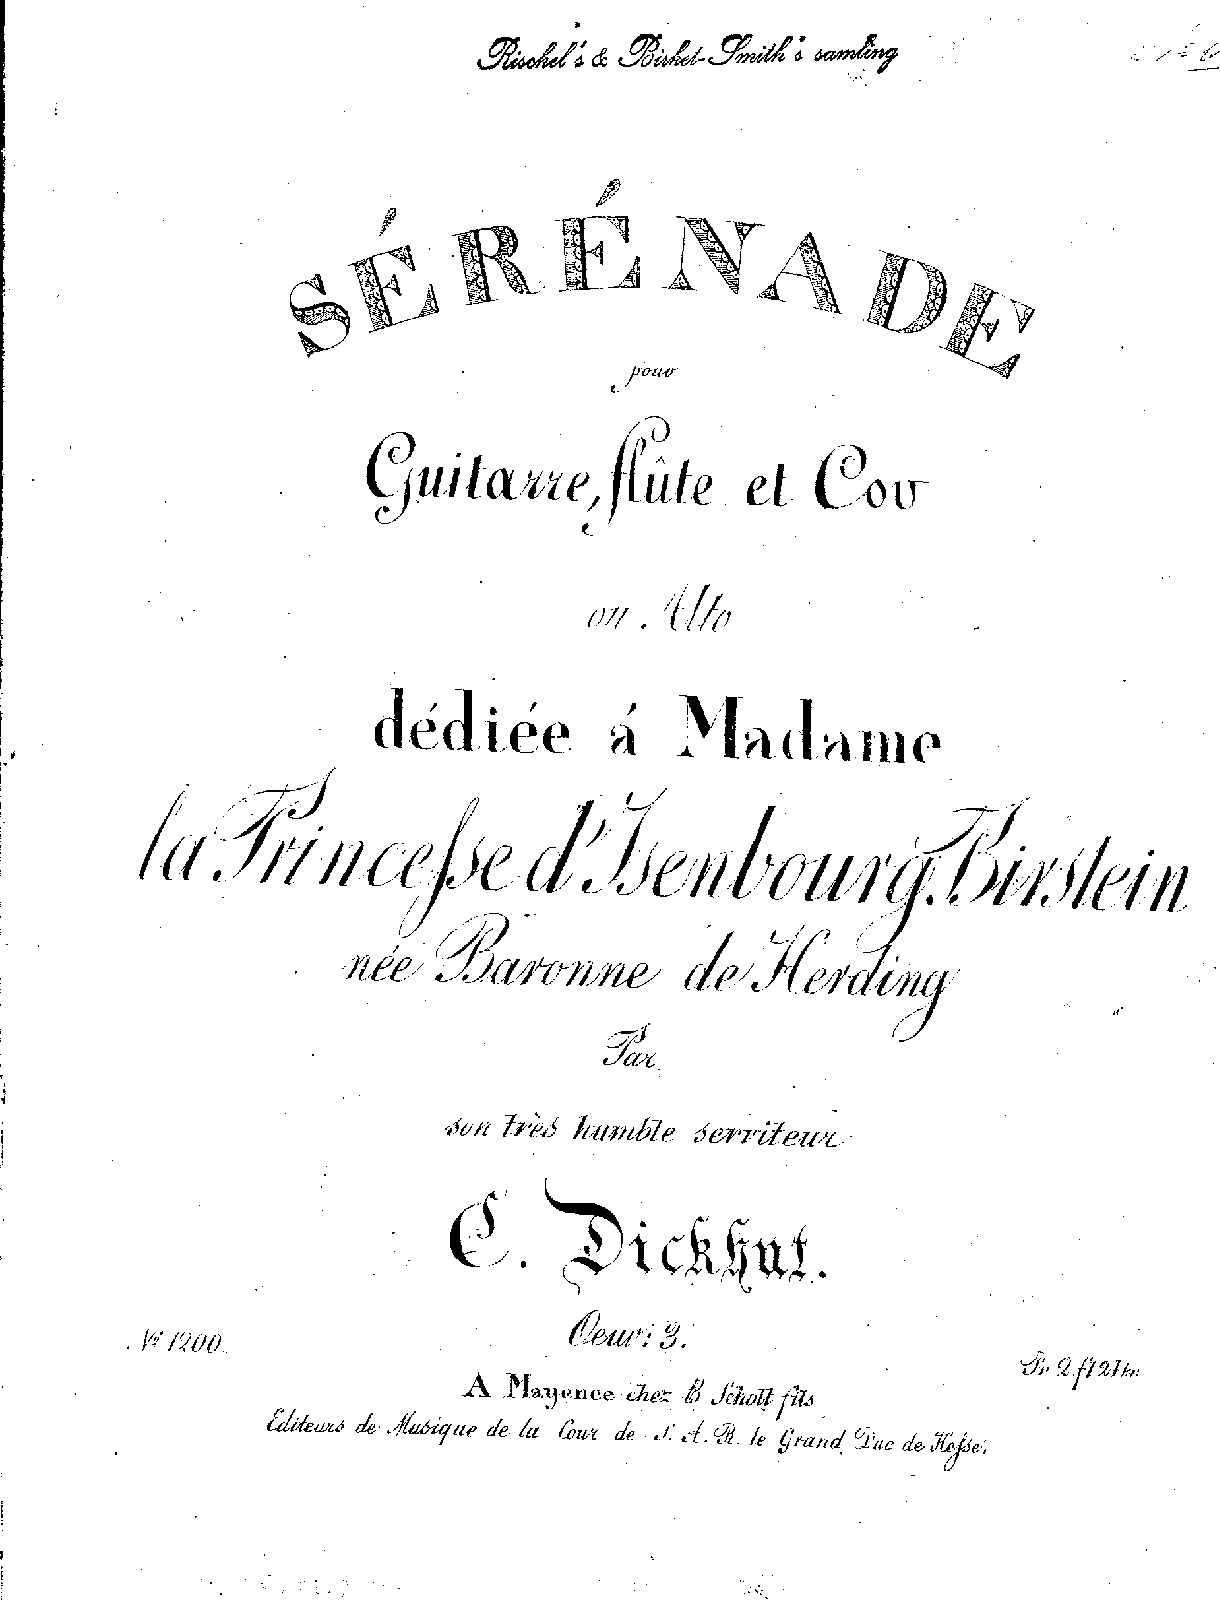 Rischel's & Birket-Smith's samling
SÉRÉNADE
pour
Guitarre, flûte et Cor
ou Alto
dédiée á Madame
la Princesse d'Isenbourg-Birstein
née Baronne de Herding
Par
son très humble serviteur
C. Dickhut.
Oeuv: 3.
Nº 1200.
Pr 2 fl 21 kr.
A Mayence chez B Schott fils
Editeurs de Musique de la Cour de S. A. R. le Grand Duc de Hesse.